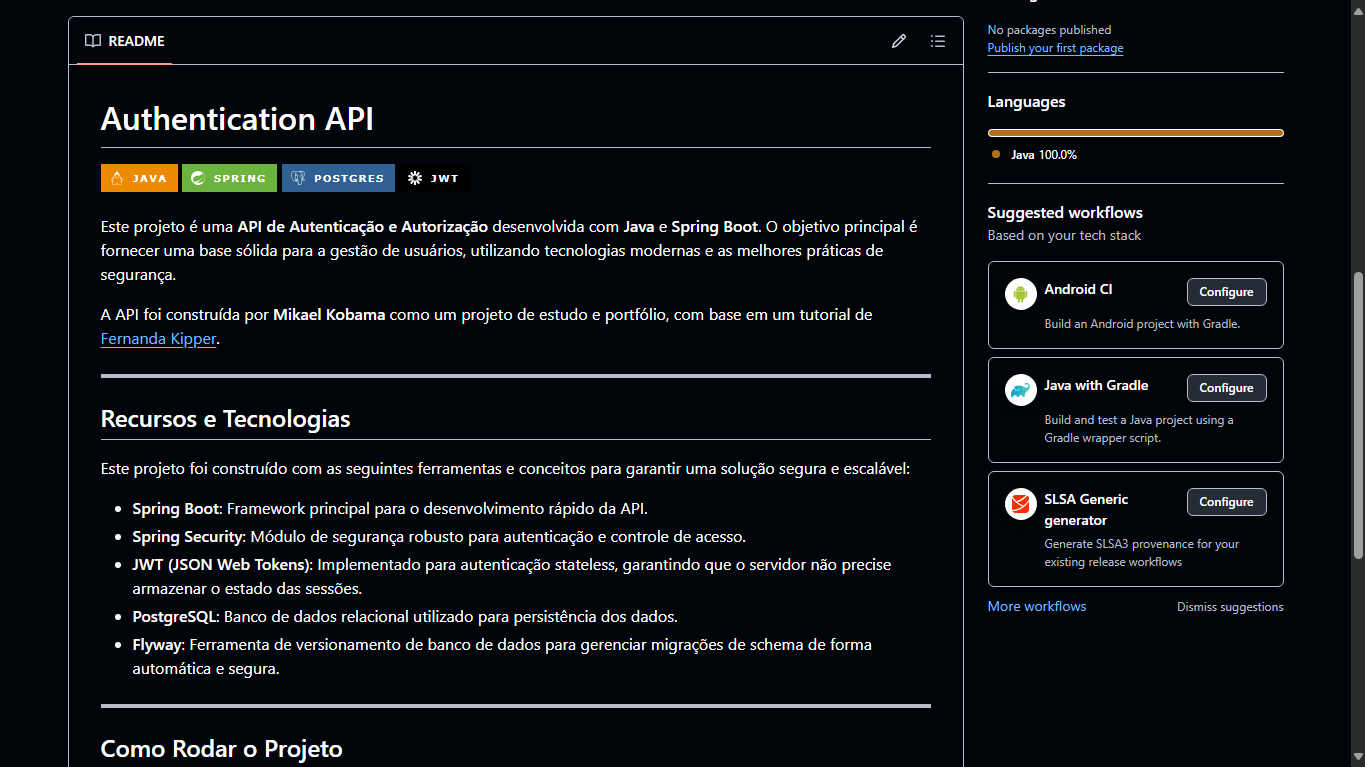 README
Authentication API
JAVA SPRING POSTGRES JWT
Este projeto é uma API de Autenticação e Autorização desenvolvida com Java e Spring Boot. O objetivo principal é
fornecer uma base sólida para a gestão de usuários, utilizando tecnologias modernas e as melhores práticas de
segurança.
A API foi construída por Mikael Kobama como um projeto de estudo e portfólio, com base em um tutorial de
Fernanda Kipper.
Recursos e Tecnologias
Este projeto foi construído com as seguintes ferramentas e conceitos para garantir uma solução segura e escalável:
Spring Boot: Framework principal para o desenvolvimento rápido da API.
Spring Security: Módulo de segurança robusto para autenticação e controle de acesso.
JWT (JSON Web Tokens): Implementado para autenticação stateless, garantindo que o servidor não precise
armazenar o estado das sessões.
PostgreSQL: Banco de dados relacional utilizado para persistência dos dados.
Flyway: Ferramenta de versionamento de banco de dados para gerenciar migrações de schema de forma
automática e segura.
Como Rodar o Projeto
No packages published
Publish your first package
Languages
Java 100.0%
Suggested workflows
Based on your tech stack
Android CI
Configure
Build an Android project with Gradle.
Java with Gradle
Configure
Build and test a Java project using a
Gradle wrapper script.
SLSA Generic
generator
Configure
Generate SLSA3 provenance for your
existing release workflows
More workflows
Dismiss suggestions